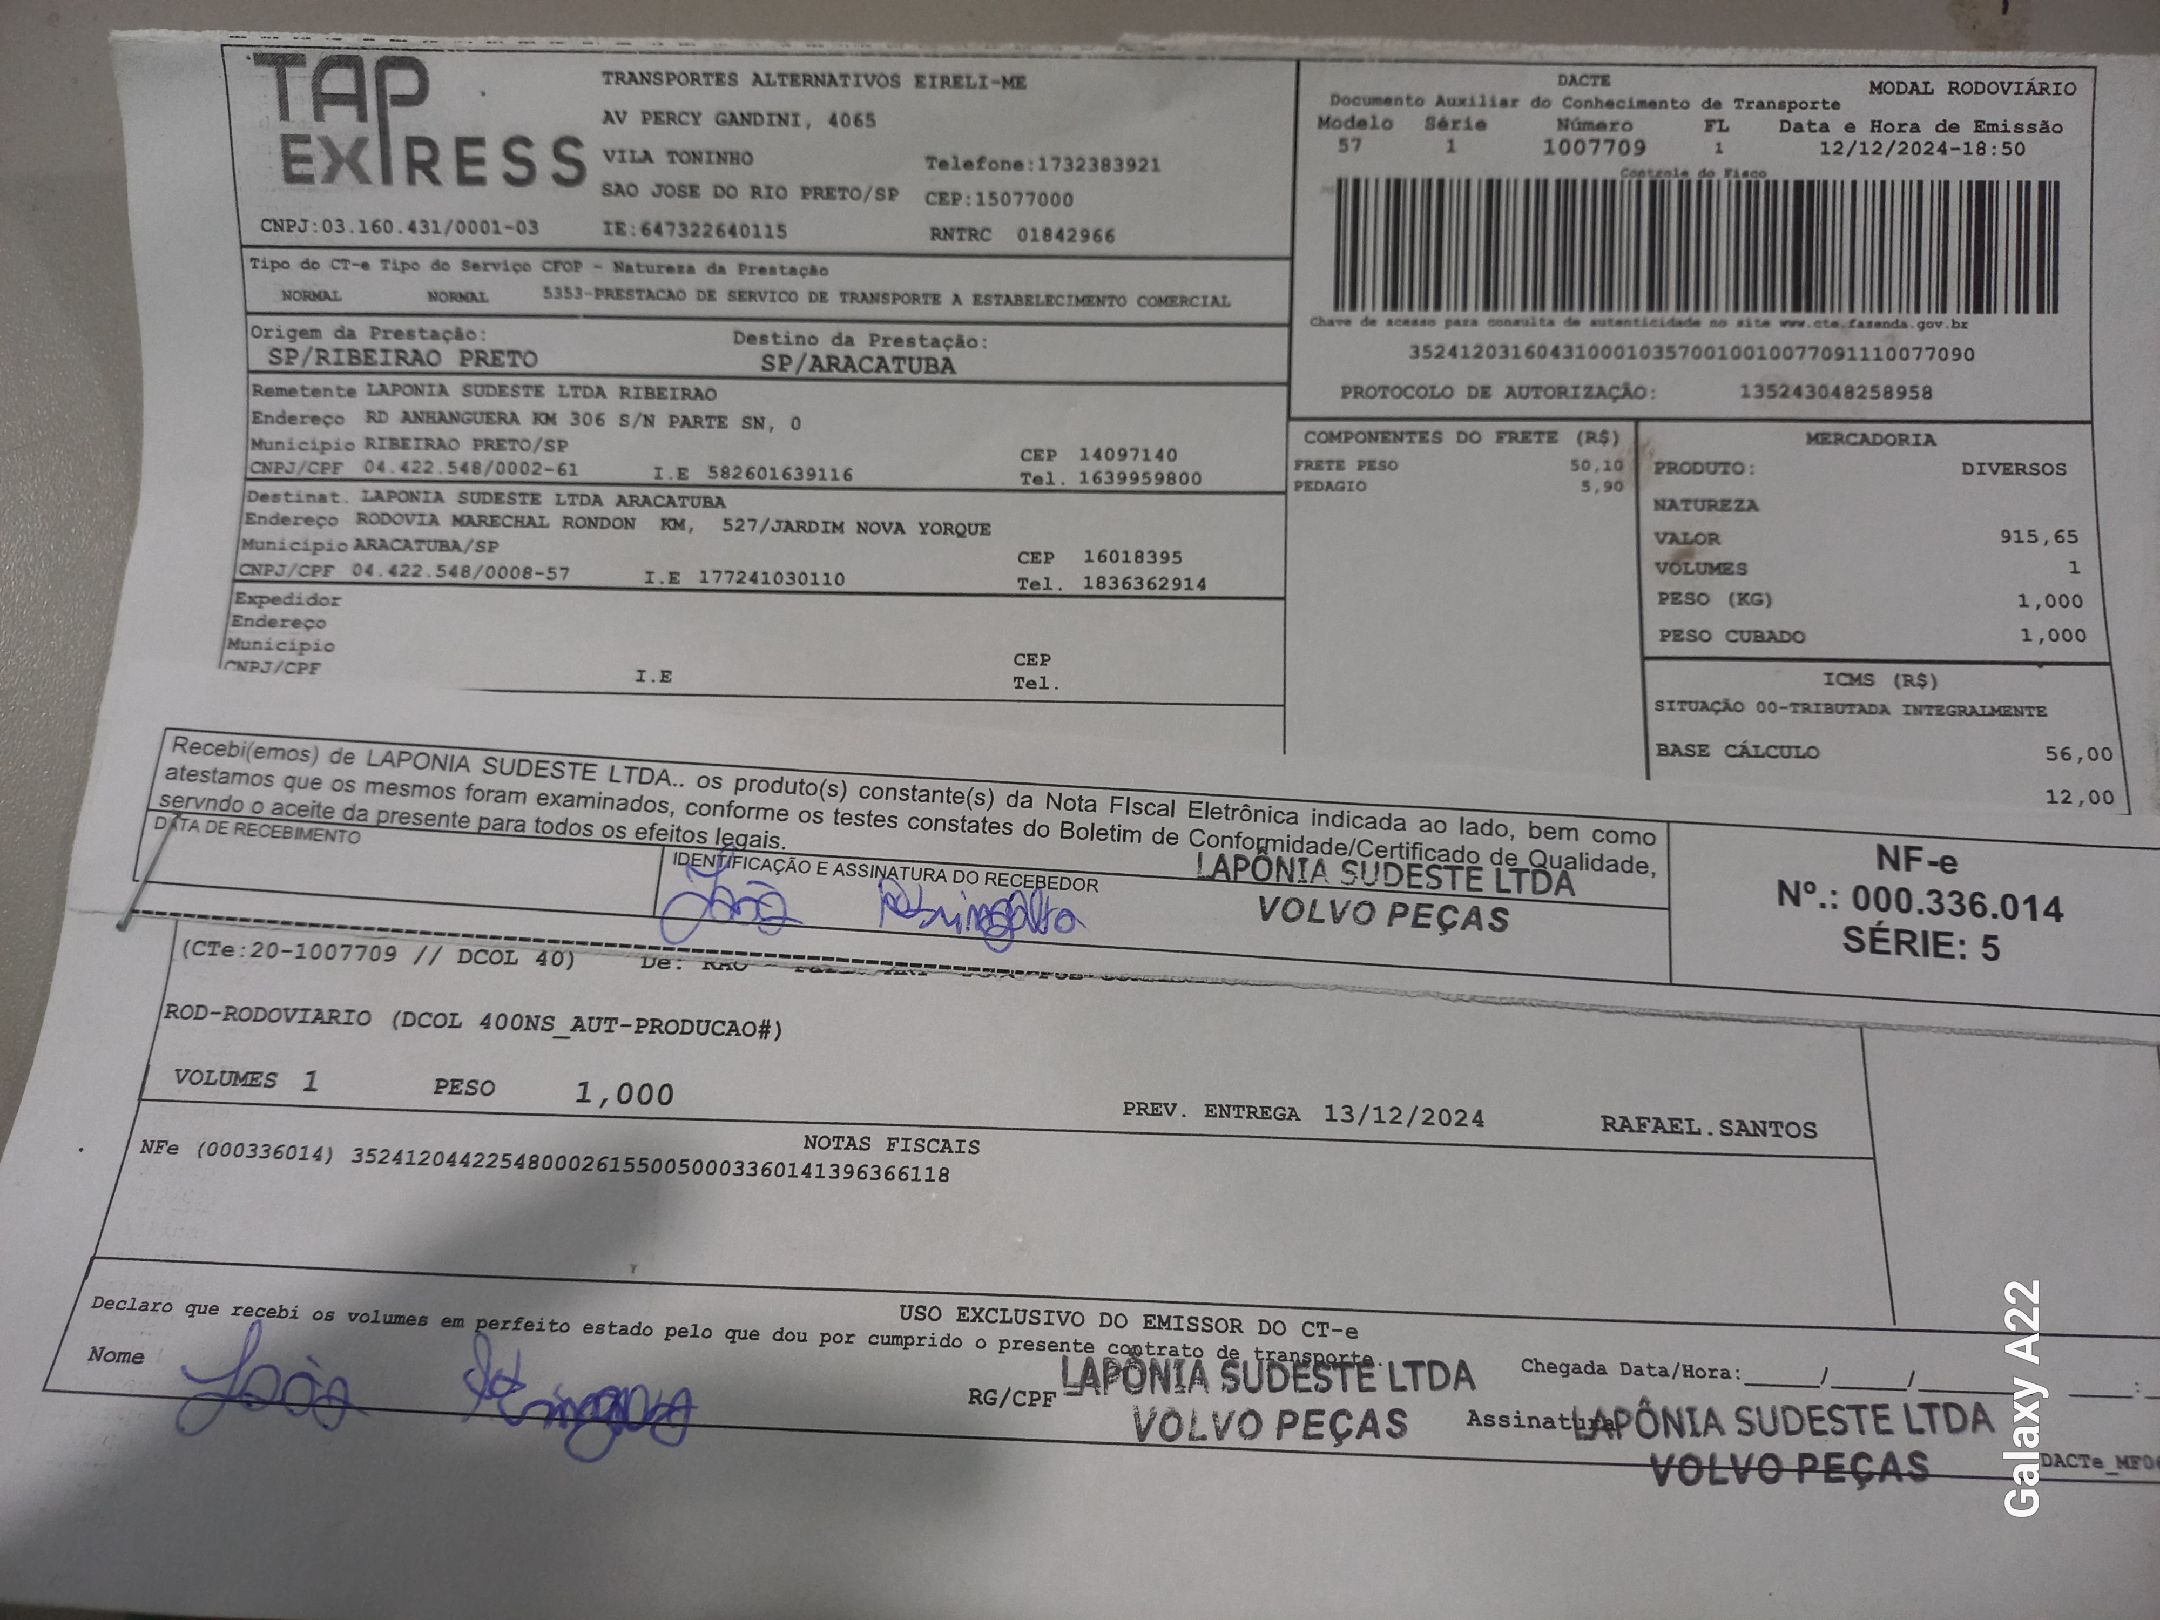 TAP EXPRESS
TRANSPORTES ALTERNATIVOS EIRELI-ME
AV PERCY GANDINI, 4065
VILA TONINHO Telefone:1732383921
SAO JOSE DO RIO PRETO/SP CEP:15077000
CNPJ:03.160.431/0001-03 IE:647322640115 RNTRC 01842966
DACTE MODAL RODOVIÁRIO
Documento Auxiliar do Conhecimento de Transporte
Modelo Série Número FL Data e Hora de Emissão
57 1 1007709 1 12/12/2024-18:50
Controle do Fisco
Chave de acesso para consulta de autenticidade no site www.cte.fazenda.gov.br
35241203160431000103570010010077091110077090
PROTOCOLO DE AUTORIZAÇÃO: 135243048258958
Tipo do CT-e Tipo do Serviço CFOP - Natureza da Prestação
NORMAL NORMAL 5353-PRESTACAO DE SERVICO DE TRANSPORTE A ESTABELECIMENTO COMERCIAL
Origem da Prestação: Destino da Prestação:
SP/RIBEIRAO PRETO SP/ARACATUBA
Remetente LAPONIA SUDESTE LTDA RIBEIRAO
Endereço RD ANHANGUERA KM 306 S/N PARTE SN, 0
Município RIBEIRAO PRETO/SP CEP 14097140
CNPJ/CPF 04.422.548/0002-61 I.E 582601639116 Tel. 1639959800
Destinat. LAPONIA SUDESTE LTDA ARACATUBA
Endereço RODOVIA MARECHAL RONDON KM, 527/JARDIM NOVA YORQUE
Município ARACATUBA/SP CEP 16018395
CNPJ/CPF 04.422.548/0008-57 I.E 177241030110 Tel. 1836362914
Expedidor
Endereço
Município CEP
CNPJ/CPF I.E Tel.
COMPONENTES DO FRETE (R$)
FRETE PESO 50,10
PEDAGIO 5,90
MERCADORIA
PRODUTO: DIVERSOS
NATUREZA
VALOR 915,65
VOLUMES 1
PESO (KG) 1,000
PESO CUBADO 1,000
ICMS (R$)
SITUAÇÃO 00-TRIBUTADA INTEGRALMENTE
BASE CÁLCULO 56,00
12,00
Recebi(emos) de LAPONIA SUDESTE LTDA.. os produto(s) constante(s) da Nota FIscal Eletrônica indicada ao lado, bem como
atestamos que os mesmos foram examinados, conforme os testes constates do Boletim de Conformidade/Certificado de Qualidade,
servndo o aceite da presente para todos os efeitos legais.
DATA DE RECEBIMENTO IDENTIFICAÇÃO E ASSINATURA DO RECEBEDOR
João
LAPÔNIA SUDESTE LTDA
VOLVO PEÇAS
NF-e
Nº.: 000.336.014
SÉRIE: 5
(CTe:20-1007709 // DCOL 40) De: RAO
ROD-RODOVIARIO (DCOL 400NS_AUT-PRODUCAO#)
VOLUMES 1 PESO 1,000 PREV. ENTREGA 13/12/2024 RAFAEL.SANTOS
NOTAS FISCAIS
NFe (000336014) 35241204422548000261550050003360141396366118
USO EXCLUSIVO DO EMISSOR DO CT-e
Declaro que recebi os volumes em perfeito estado pelo que dou por cumprido o presente contrato de transporte.
Nome João RG/CPF Chegada Data/Hora:_____/_____/______ ____:_
LAPÔNIA SUDESTE LTDA
VOLVO PEÇAS
Assinatura
LAPÔNIA SUDESTE LTDA
VOLVO PEÇAS
DACTe_MF06
Galaxy A22